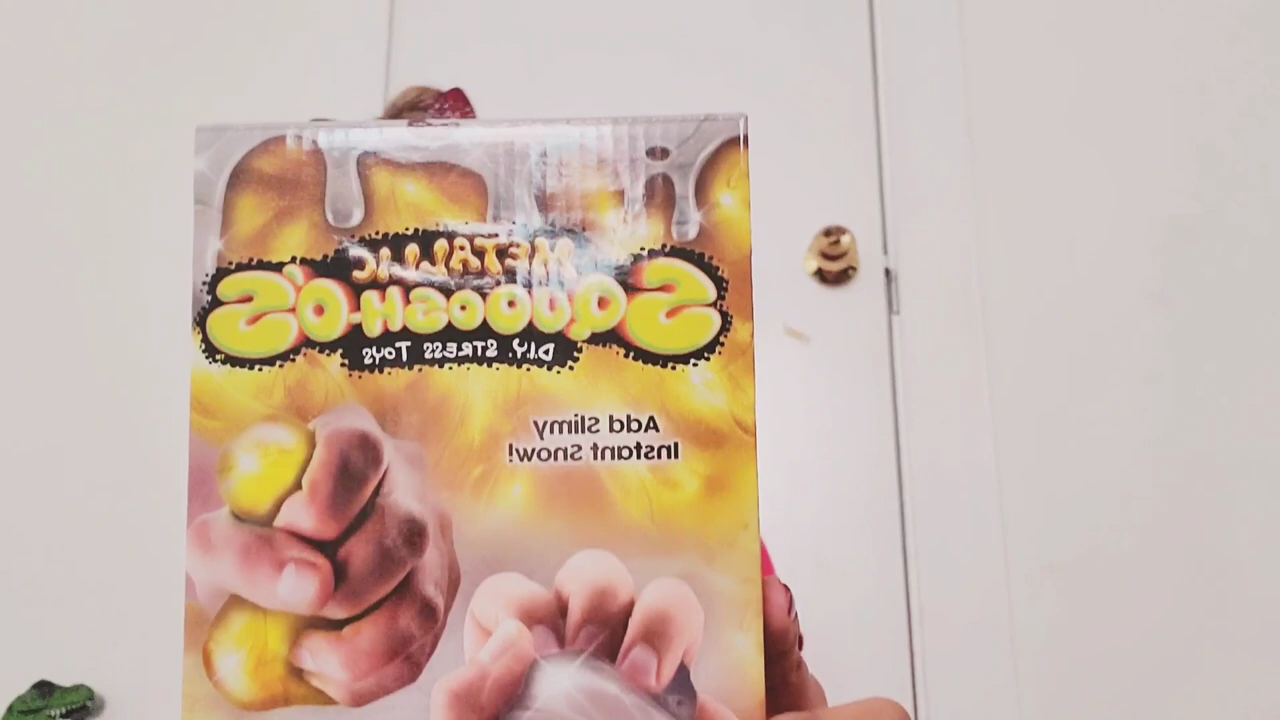 METALLIC
SQUOOSH-O'S
D.I.Y. STRESS TOYS
Add Slimy
Instant Snow!